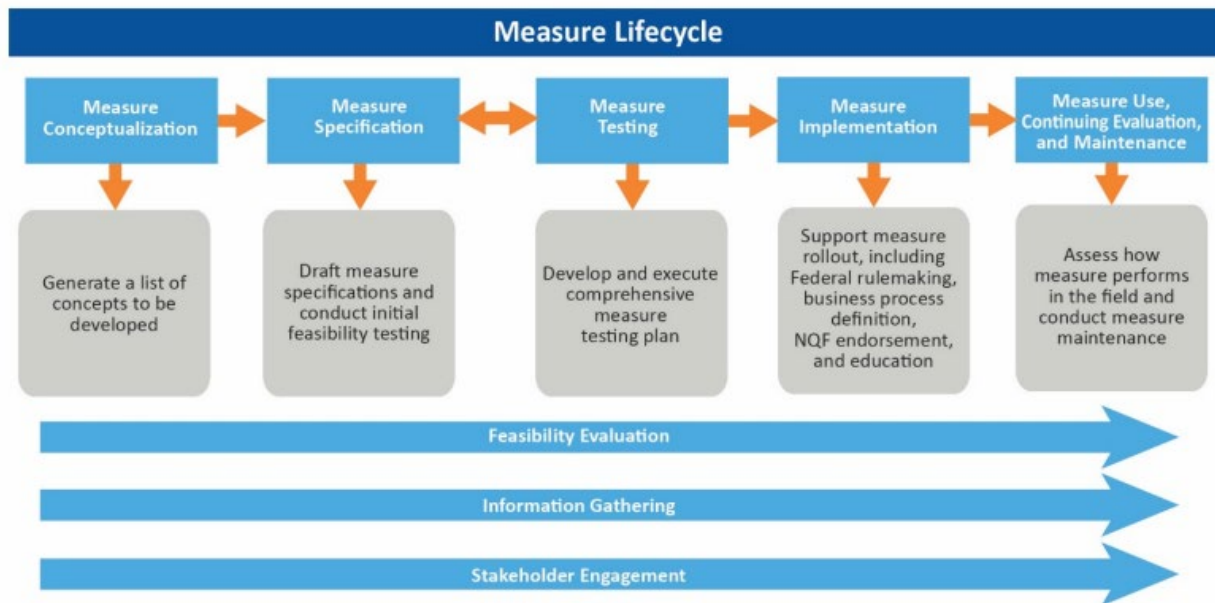 Measure Lifecycle
Measure
Conceptualization
Measure
Specification
Measure
Testing
Measure
Implementation
Measure Use,
Continuing Evaluation,
and Maintenance
Generate a list of
concepts to be
developed
Draft measure
specifications and
conduct initial
feasibility testing
Develop and execute
comprehensive
measure
testing plan
Support measure
rollout, including
Federal rulemaking,
business process
definition,
NQF endorsement,
and education
Assess how
measure performs
in the field and
conduct measure
maintenance
Feasibility Evaluation
Information Gathering
Stakeholder Engagement